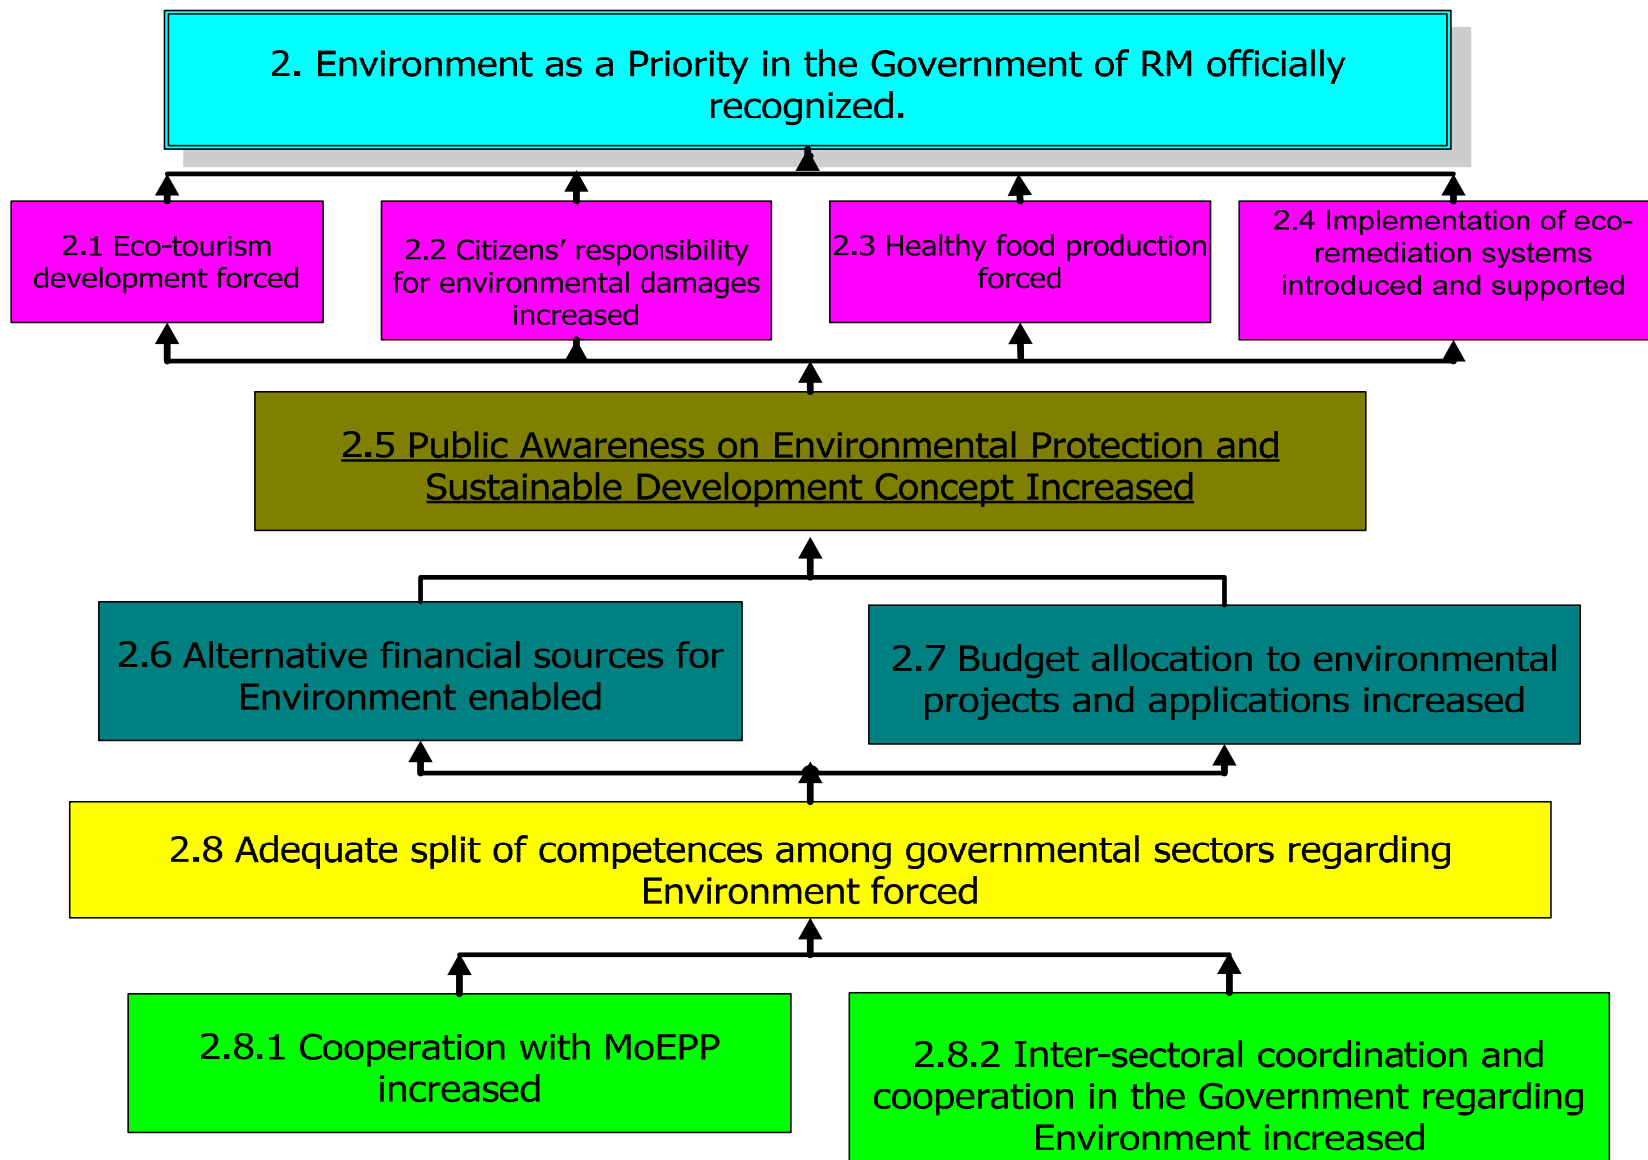 2. Environment as a Priority in the Government of RM officially
recognized.
2.1 Eco-tourism
development forced
2.2 Citizens’ responsibility
for environmental damages
increased
2.3 Healthy food production
forced
2.4 Implementation of eco-
remediation systems
introduced and supported
2.5 Public Awareness on Environmental Protection and
Sustainable Development Concept Increased
2.6 Alternative financial sources for
Environment enabled
2.7 Budget allocation to environmental
projects and applications increased
2.8 Adequate split of competences among governmental sectors regarding
Environment forced
2.8.1 Cooperation with MoEPP
increased
2.8.2 Inter-sectoral coordination and
cooperation in the Government regarding
Environment increased